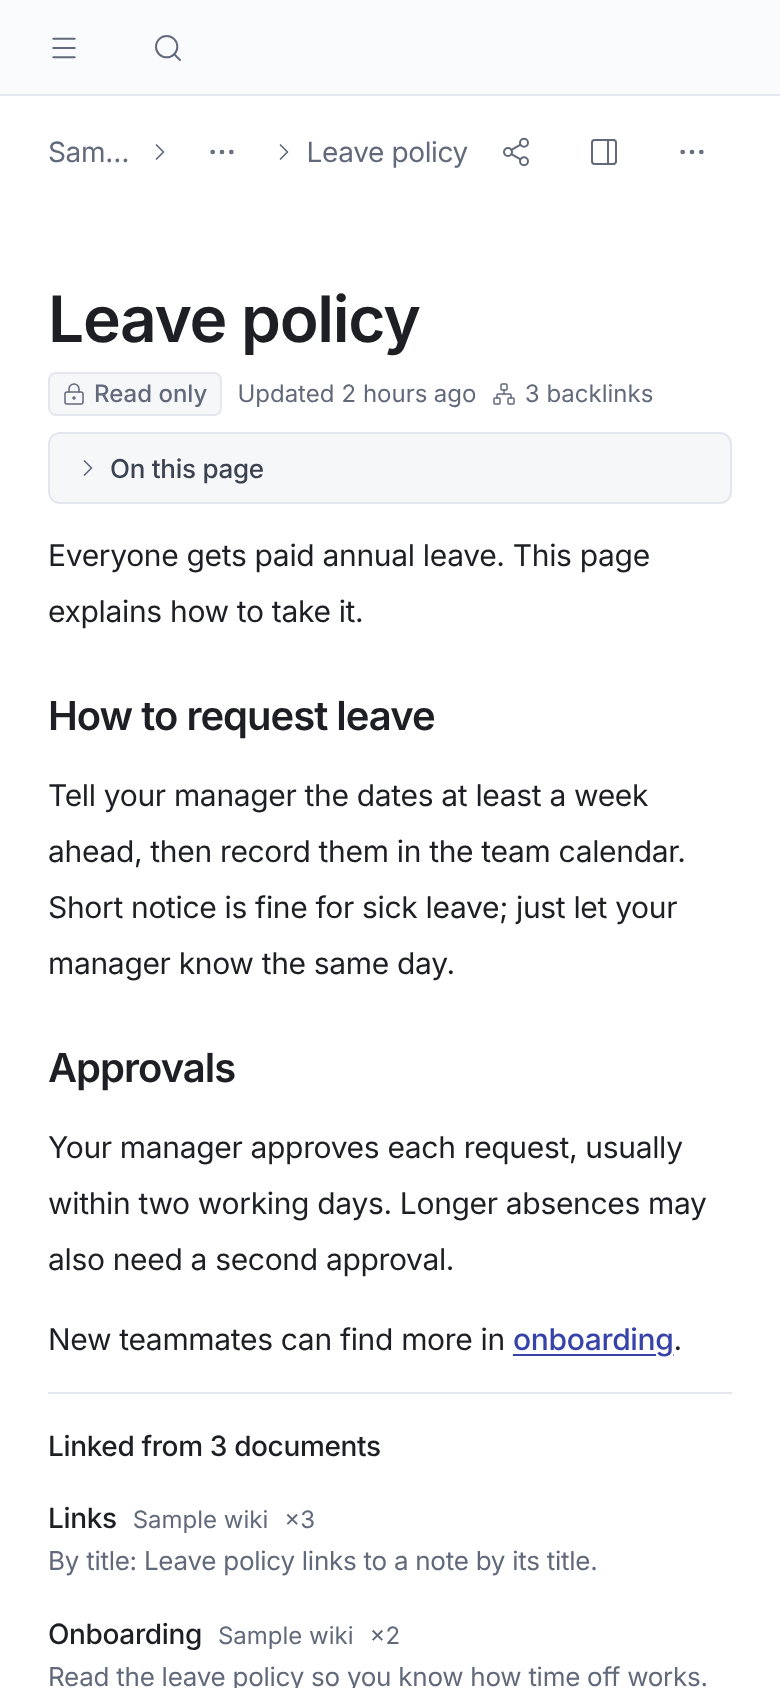 Sam... > ... > Leave policy ...
Leave policy
Read only Updated 2 hours ago 3 backlinks
On this page
Everyone gets paid annual leave. This page
explains how to take it.
How to request leave
Tell your manager the dates at least a week
ahead, then record them in the team calendar.
Short notice is fine for sick leave; just let your
manager know the same day.
Approvals
Your manager approves each request, usually
within two working days. Longer absences may
also need a second approval.
New teammates can find more in onboarding.
Linked from 3 documents
Links Sample wiki ×3
By title: Leave policy links to a note by its title.
Onboarding Sample wiki ×2
Read the leave policy so you know how time off works.